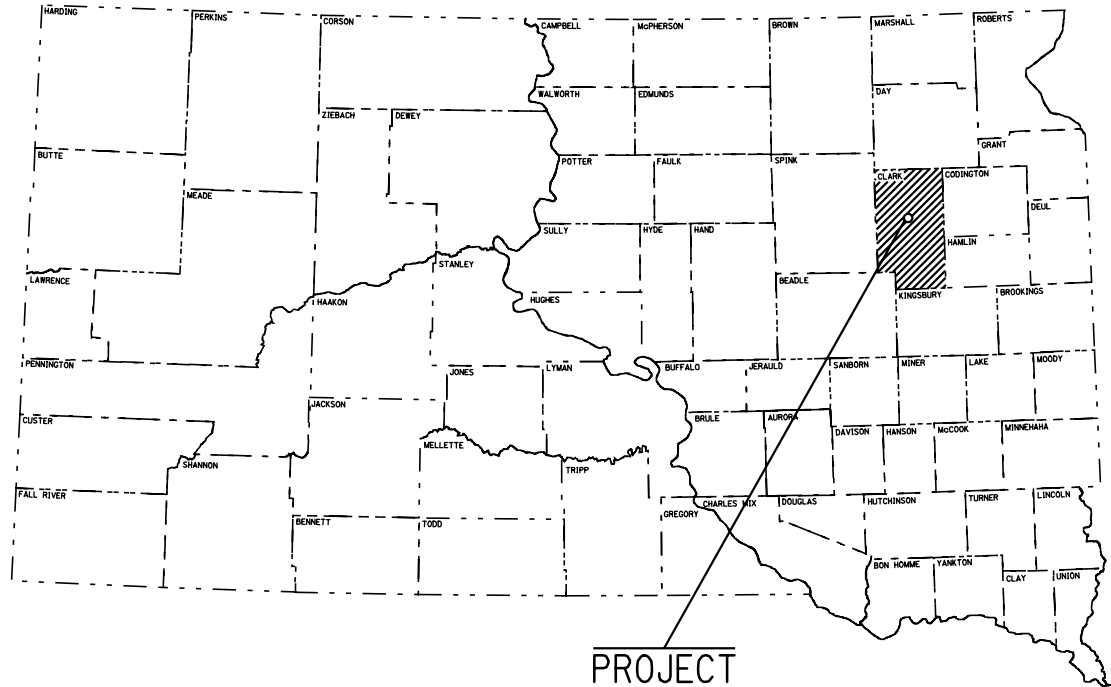 HARDING
PERKINS
CORSON
CAMPBELL
McPHERSON
BROWN
MARSHALL
ROBERTS
WALWORTH
EDMUNDS
DAY
ZIEBACH
DEWEY
GRANT
BUTTE
POTTER
FAULK
SPINK
CLARK
CODINGTON
MEADE
DEUL
SULLY
HYDE
HAND
HAMLIN
STANLEY
LAWRENCE
BEADLE
HAAKON
HUGHES
KINGSBURY
BROOKINGS
PENNINGTON
JONES
LYMAN
BUFFALO
JERAULD
SANBORN
MINER
LAKE
MOODY
JACKSON
CUSTER
BRULE
AURORA
MELLETTE
DAVISON
HANSON
McCOOK
MINNEHAHA
SHANNON
TRIPP
FALL RIVER
GREGORY
CHARLES MIX
DOUGLAS
HUTCHINSON
TURNER
LINCOLN
BENNETT
TODD
BON HOMME
YANKTON
CLAY
UNION
PROJECT